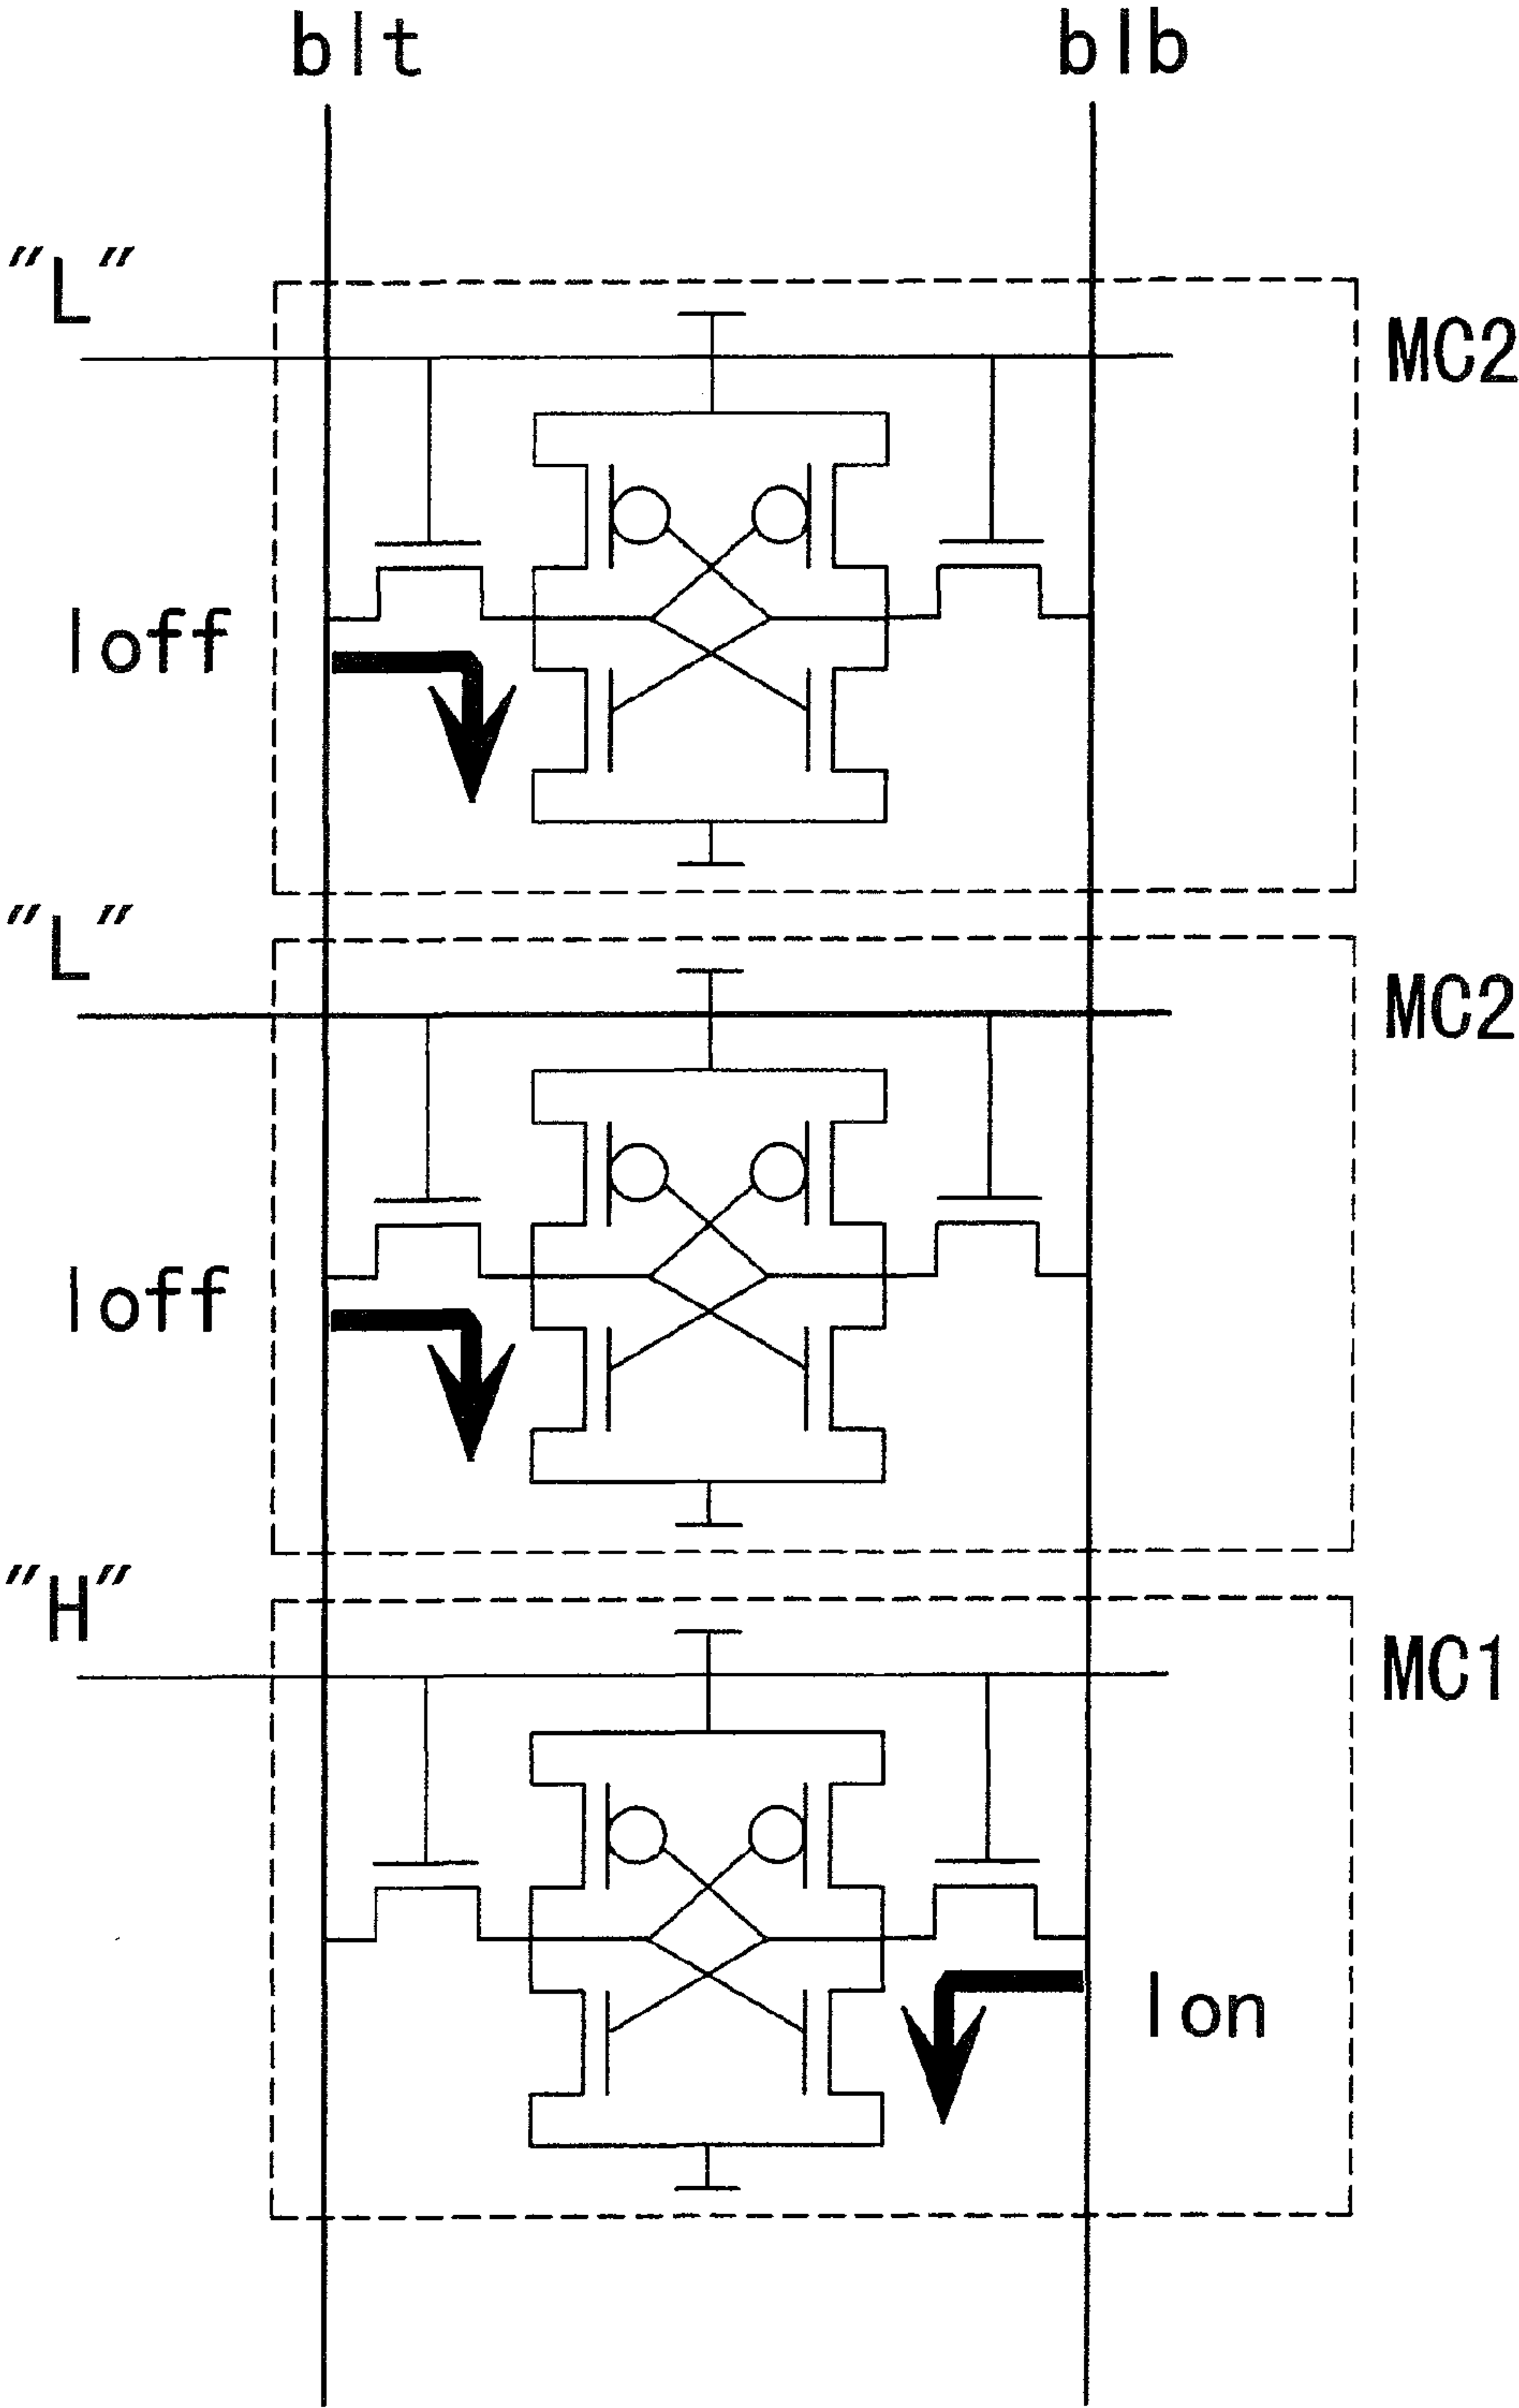 blt blb
"L"
MC2
Ioff
"L"
MC2
Ioff
"H"
MC1
Ion